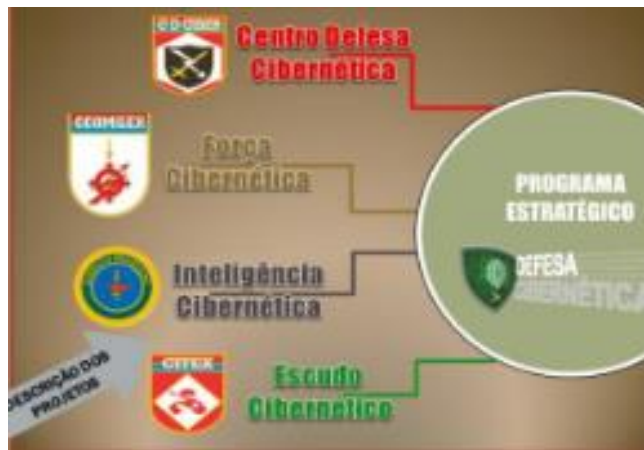 Centro Defesa
Cibernética
Força
Cibernética
Inteligência
Cibernética
Escudo
Cibernético
PROGRAMA
ESTRATÉGICO
DEFESA
CIBERNÉTICA
DESCRIÇÃO DOS
PROJETOS
CITEX